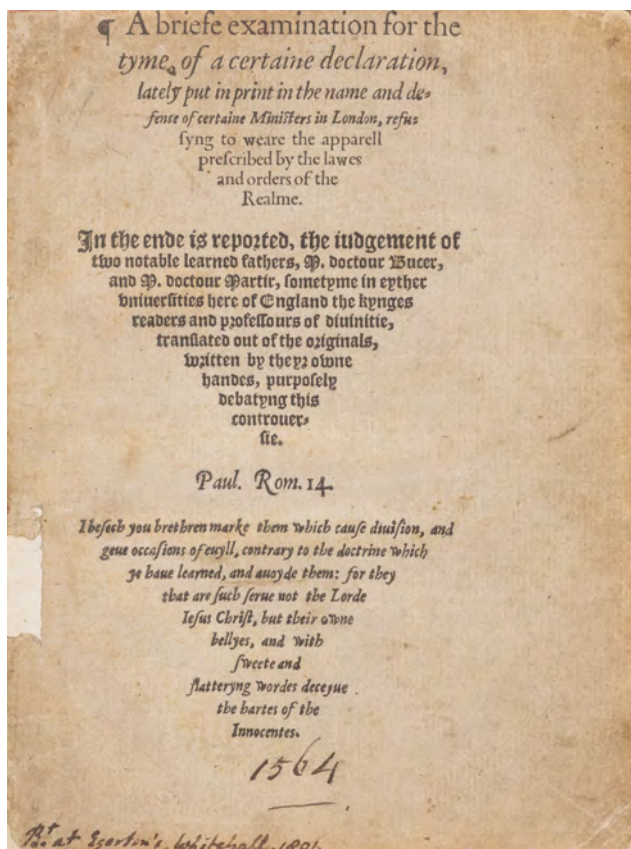 ¶ A briefe examination for the
tyme, of a certaine declaration,
lately put in print in the name and de=
fence of certaine Ministers in London, refu=
ſyng to weare the apparell
preſcribed by the lawes
and orders of the
Realme.
In the ende is reported, the iudgement of
two notable learned fathers, M. doctour Bucer,
and M. doctour Martir, ſometyme in eyther
vniuerſities here of England the kynges
readers and profeſſours of diuinitie,
tranſlated out of the originals,
written by theyr owne
handes, purpoſely
debatyng this
controuer=
ſie.
Paul. Rom. 14.
I beſech you brethren marke them which cauſe diuiſion, and
geue occaſions of euyll, contrary to the doctrine which
ye haue learned, and auoyde them: for they
that are ſuch ſerue not the Lorde
Ieſus Chriſt, but their owne
bellyes, and with
ſweete and
flatteryng wordes deceyue
the hartes of the
Innocentes.
1564
Bt. at Egerton's, Whitehall, 1801.